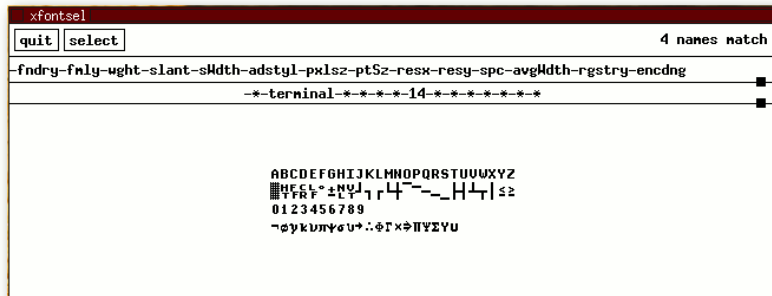 xfontsel
quit select 4 names match
-fndry-fmly-wght-slant-sWdth-adstyl-pxlsz-ptSz-resx-resy-spc-avgWdth-rgstry-encdng
-*-terminal-*-*-*-*-14-*-*-*-*-*-*-*
ABCDEFGHIJKLMNOPQRSTUVWXYZ
▒␉␌␍␊°±␤␋┘┐┌└┼⎺⎻─⎼⎽├┤┴┬│≤≥
0123456789